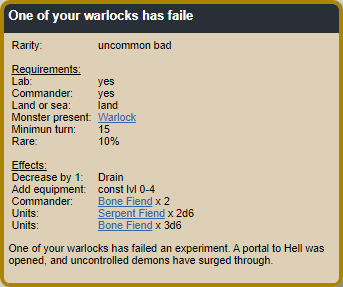 One of your warlocks has faile
Rarity: uncommon bad
Requirements:
Lab: yes
Commander: yes
Land or sea: land
Monster present: Warlock
Minimun turn: 15
Rare: 10%
Effects:
Decrease by 1: Drain
Add equipment: const lvl 0-4
Commander: Bone Fiend x 2
Units: Serpent Fiend x 2d6
Units: Bone Fiend x 3d6
One of your warlocks has failed an experiment. A portal to Hell was
opened, and uncontrolled demons have surged through.